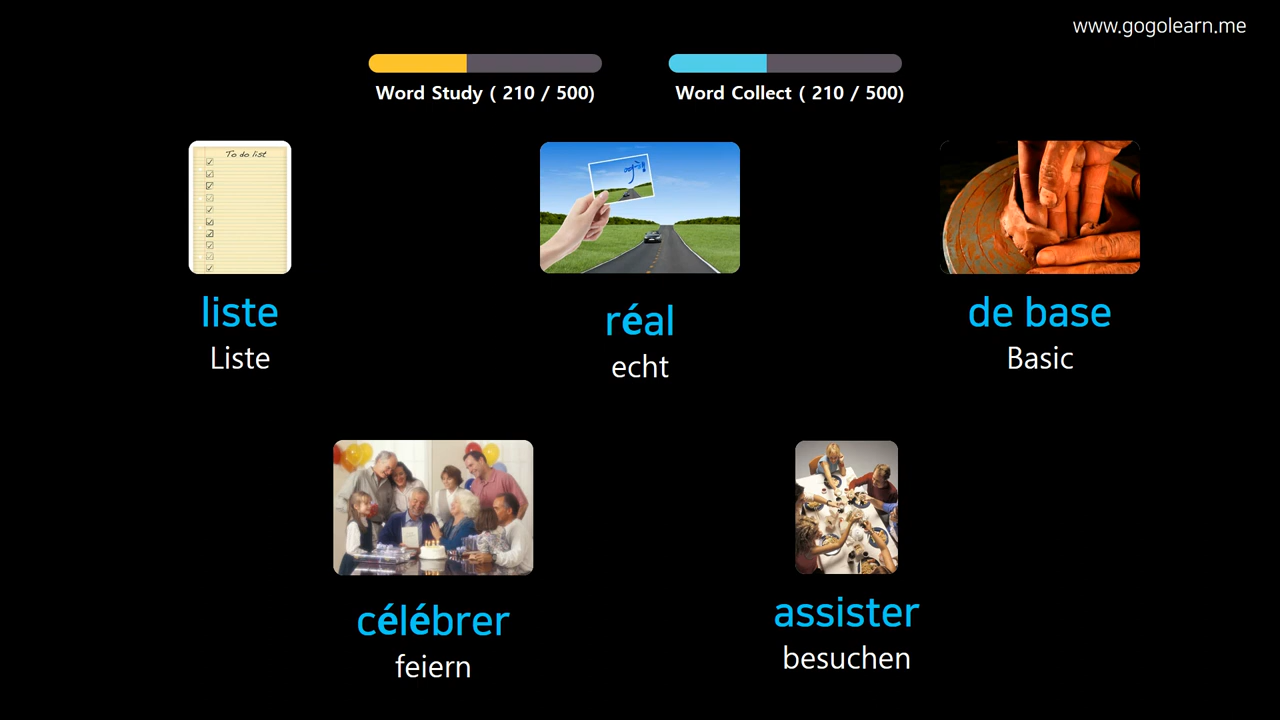 www.gogolearn.me
Word Study ( 210 / 500)
Word Collect ( 210 / 500)
To do list
liste
Liste
réal
echt
de base
Basic
célébrer
feiern
assister
besuchen